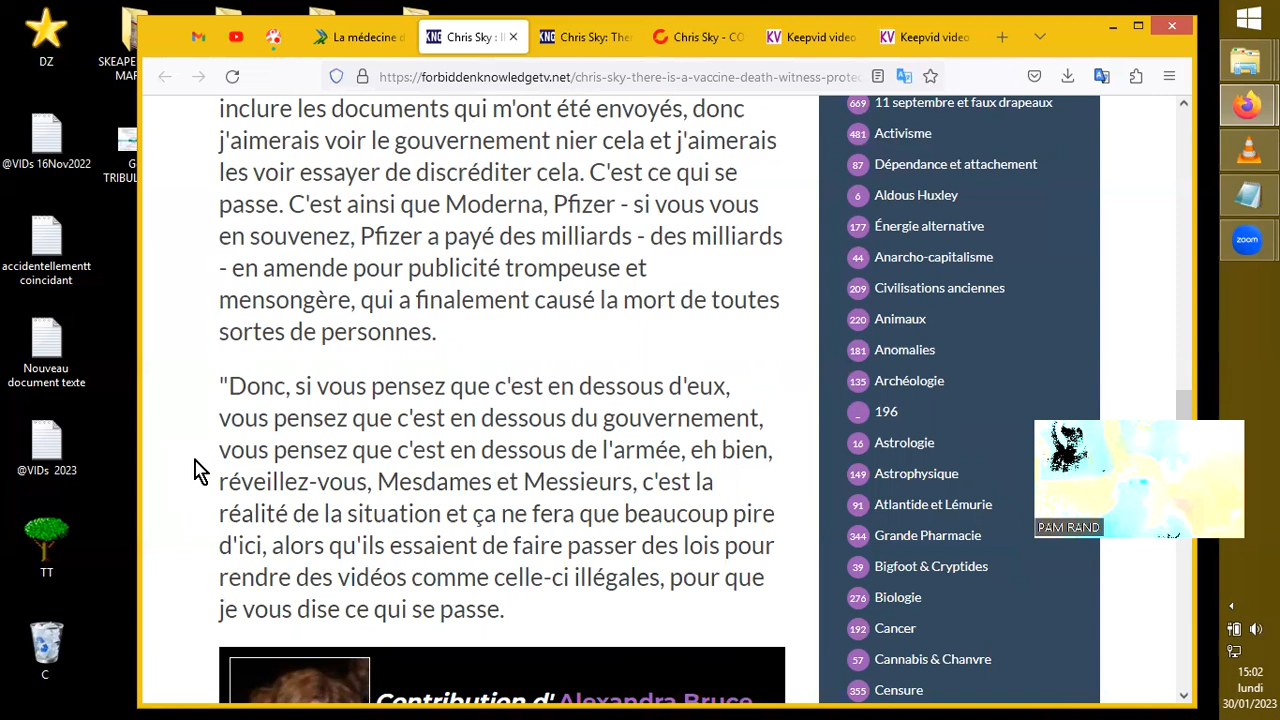 DZ
SKEAPE
MAR
@VIDs 16Nov2022
G
TRIBUL
accidentellementt
coincidant
Nouveau
document texte
@VIDs 2023
TT
C
La médecine d
KNO
Chris Sky : Il
KNO
Chris Sky: The
Chris Sky - CO
KV
Keepvid video
KV
Keepvid video
https://forbiddenknowledgetv.net/chris-sky-there-is-a-vaccine-death-witness-protec
inclure les documents qui m'ont été envoyés, donc
j'aimerais voir le gouvernement nier cela et j'aimerais
les voir essayer de discréditer cela. C'est ce qui se
passe. C'est ainsi que Moderna, Pfizer - si vous vous
en souvenez, Pfizer a payé des milliards - des milliards
- en amende pour publicité trompeuse et
mensongère, qui a finalement causé la mort de toutes
sortes de personnes.
"Donc, si vous pensez que c'est en dessous d'eux,
vous pensez que c'est en dessous du gouvernement,
vous pensez que c'est en dessous de l'armée, eh bien,
réveillez-vous, Mesdames et Messieurs, c'est la
réalité de la situation et ça ne fera que beaucoup pire
d'ici, alors qu'ils essaient de faire passer des lois pour
rendre des vidéos comme celle-ci illégales, pour que
je vous dise ce qui se passe.
Contribution d' Alexandra Bruce
669 11 septembre et faux drapeaux
481 Activisme
87 Dépendance et attachement
6 Aldous Huxley
177 Énergie alternative
44 Anarcho-capitalisme
209 Civilisations anciennes
220 Animaux
181 Anomalies
135 Archéologie
_ 196
16 Astrologie
149 Astrophysique
91 Atlantide et Lémurie
344 Grande Pharmacie
39 Bigfoot & Cryptides
276 Biologie
192 Cancer
57 Cannabis & Chanvre
355 Censure
PAM RAND
zoom
15:02
lundi
30/01/2023